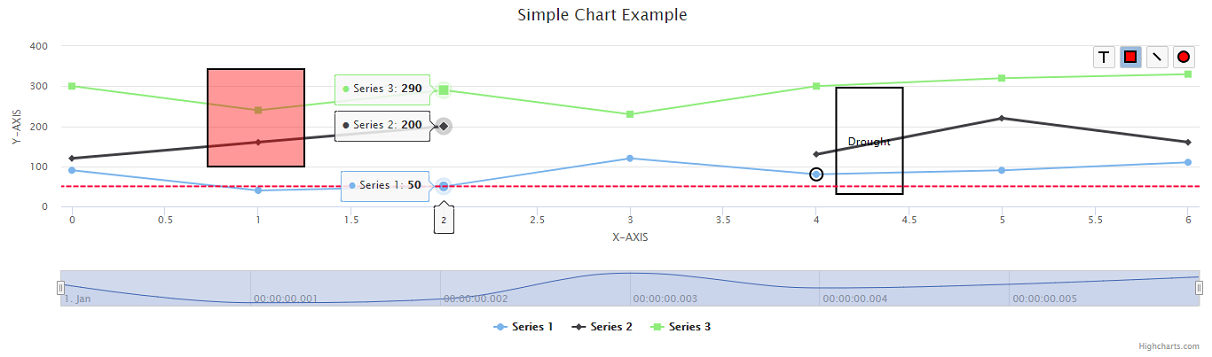 Simple Chart Example
Y-AXIS
400
300
200
100
0
Series 3: 290
Series 2: 200
Series 1: 50
Drought
T
0 0.5 1 1.5 2 2.5 3 3.5 4 4.5 5 5.5 6
X-AXIS
1. Jan 00:00:00.001 00:00:00.002 00:00:00.003 00:00:00.004 00:00:00.005
Series 1 Series 2 Series 3
Highcharts.com